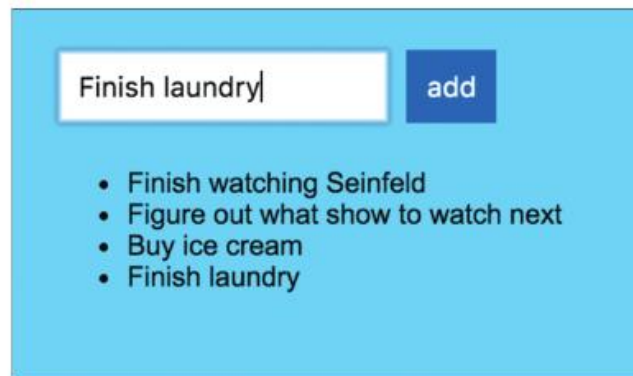 Finish laundry
add
Finish watching Seinfeld
Figure out what show to watch next
Buy ice cream
Finish laundry